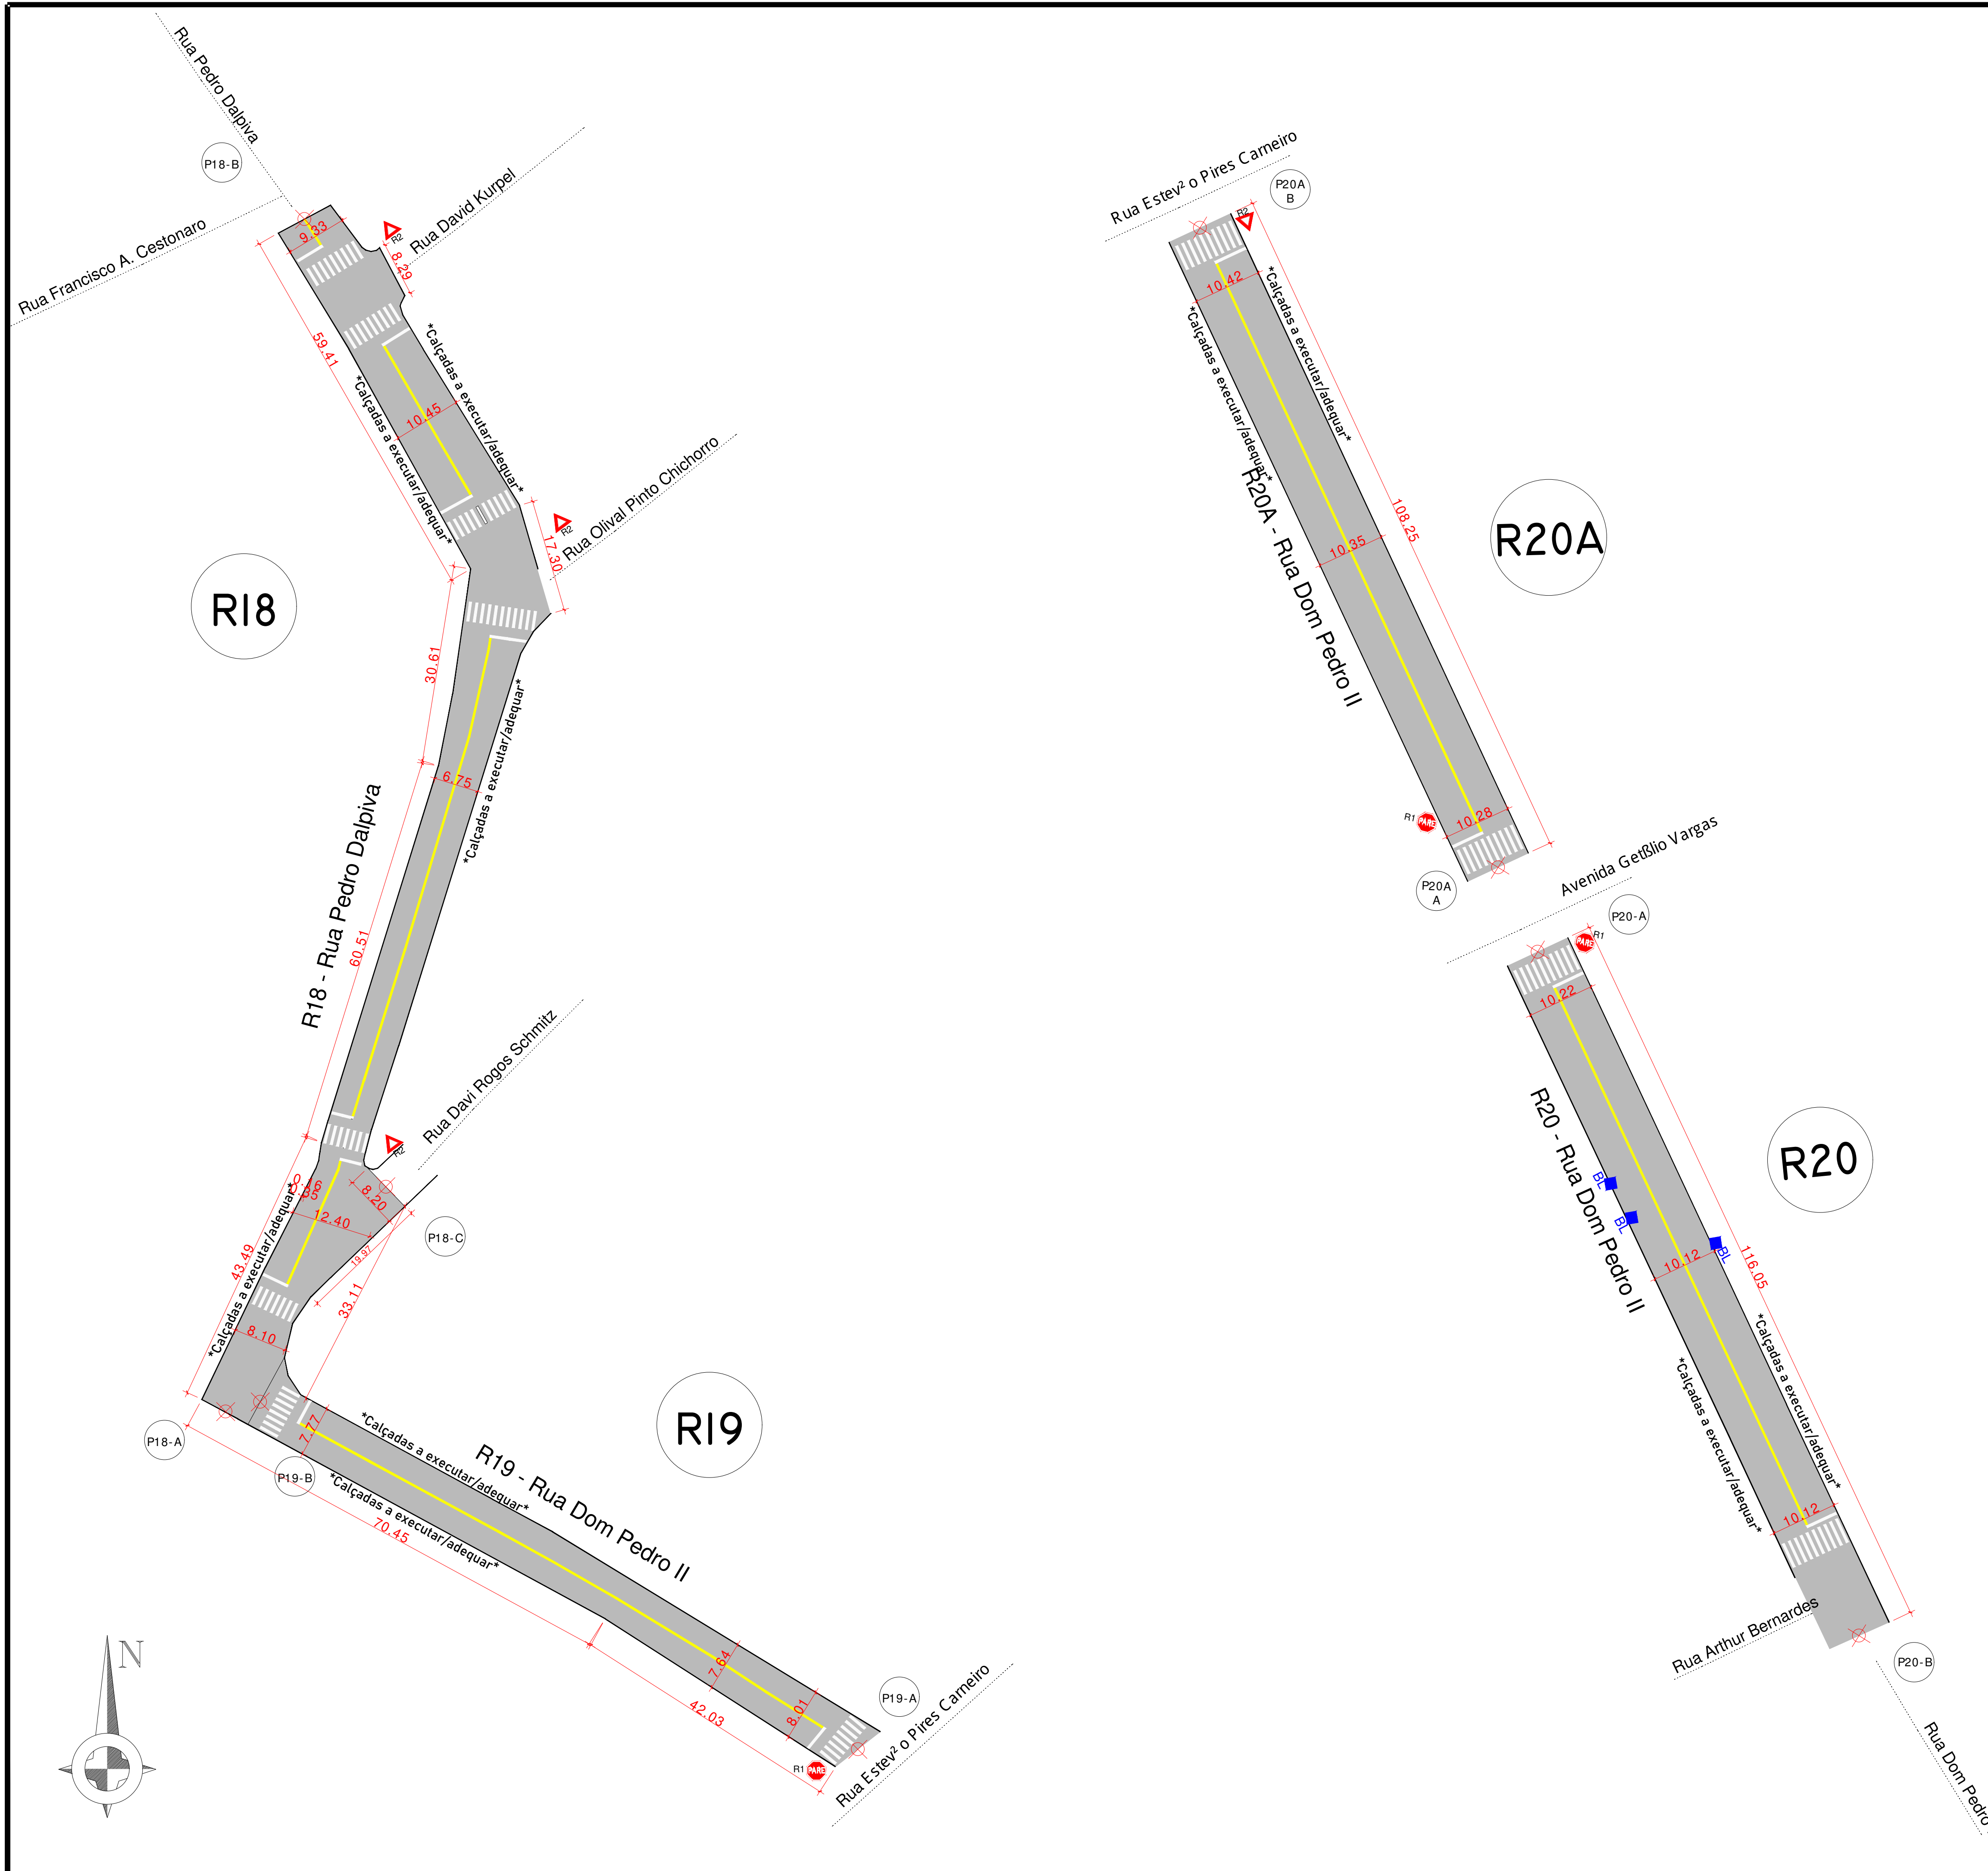 Rua Pedro Dalpiva
P18-B
Rua Francisco A. Cestonaro
9.33
R2
8.29
Rua David Kurpel
59.41
*Calçadas a executar/adequar*
*Calçadas a executar/adequar*
10.45
R2
17.30
Rua Olival Pinto Chichorro
R18
30.61
6.75
*Calçadas a executar/adequar*
R18 - Rua Pedro Dalpiva
60.51
Rua Davi Rogos Schmitz
R2
8.20
12.40
19.97
P18-C
43.49
*Calçadas a executar/adequar*
33.11
8.10
P18-A
7.77
P19-B
*Calçadas a executar/adequar*
*Calçadas a executar/adequar*
R19 - Rua Dom Pedro II
R19
70.45
7.64
42.03
8.01
P19-A
R1
PARE
Rua Estev² o Pires Carneiro
N
Rua Estev² o Pires Carneiro
P20A
B
R2
10.42
*Calçadas a executar/adequar*
*Calçadas a executar/adequar*
R20A - Rua Dom Pedro II
10.35
108.25
R20A
R1
PARE
10.28
P20A
A
Avenida Getßlio Vargas
P20-A
PARE
R1
10.22
R20 - Rua Dom Pedro II
R20
BL
BL
BL
10.12
116.05
*Calçadas a executar/adequar*
*Calçadas a executar/adequar*
10.12
Rua Arthur Bernardes
P20-B
Rua Dom Pedro